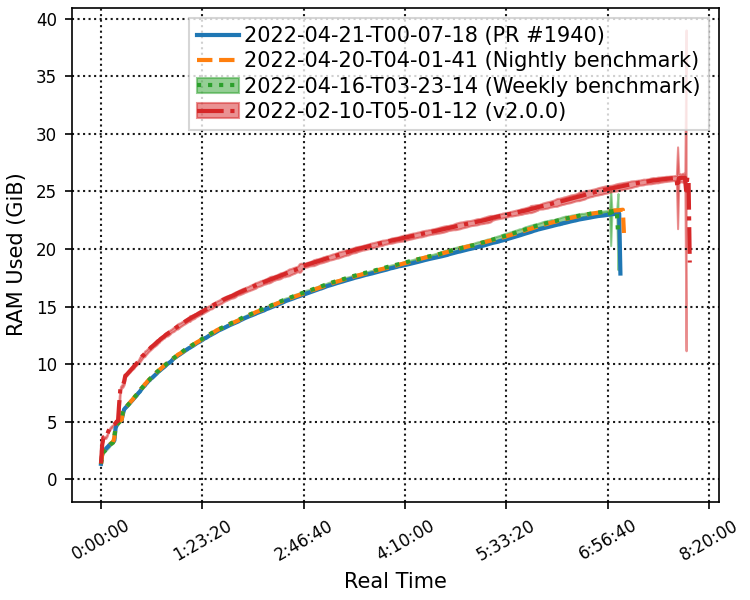 40
35
30
25
20
15
10
5
0
RAM Used (GiB)
2022-04-21-T00-07-18 (PR #1940)
2022-04-20-T04-01-41 (Nightly benchmark)
2022-04-16-T03-23-14 (Weekly benchmark)
2022-02-10-T05-01-12 (v2.0.0)
0:00:00
1:23:20
2:46:40
4:10:00
5:33:20
6:56:40
8:20:00
Real Time